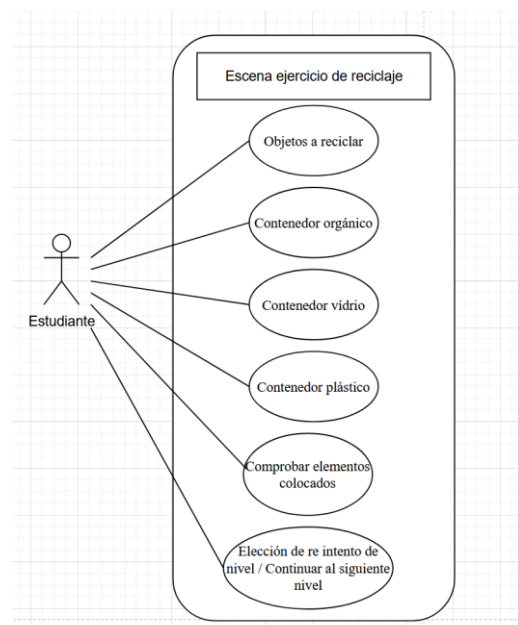 Escena ejercicio de reciclaje
Objetos a reciclar
Contenedor orgánico
Contenedor vídrio
Estudiante
Contenedor plástico
Comprobar elementos
colocados
Elección de re intento de
nivel / Continuar al siguiente
nivel